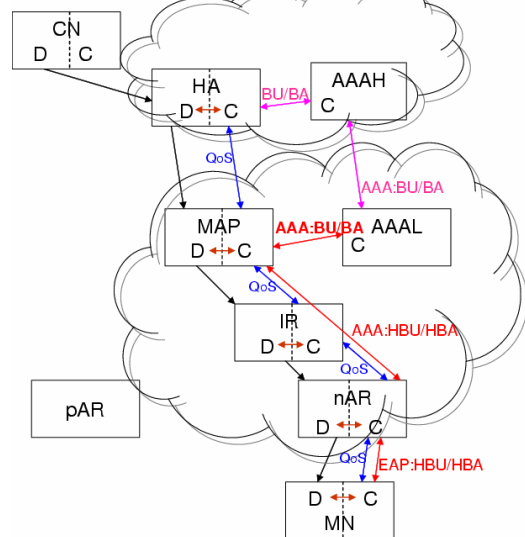 CN
D C
HA
D C
BU/BA
AAAH
C
QoS
AAA:BU/BA
MAP
D C
AAA:BU/BA
AAAL
C
QoS
IR
D C
AAA:HBU/HBA
QoS
pAR
nAR
D C
QoS
EAP:HBU/HBA
D C
MN